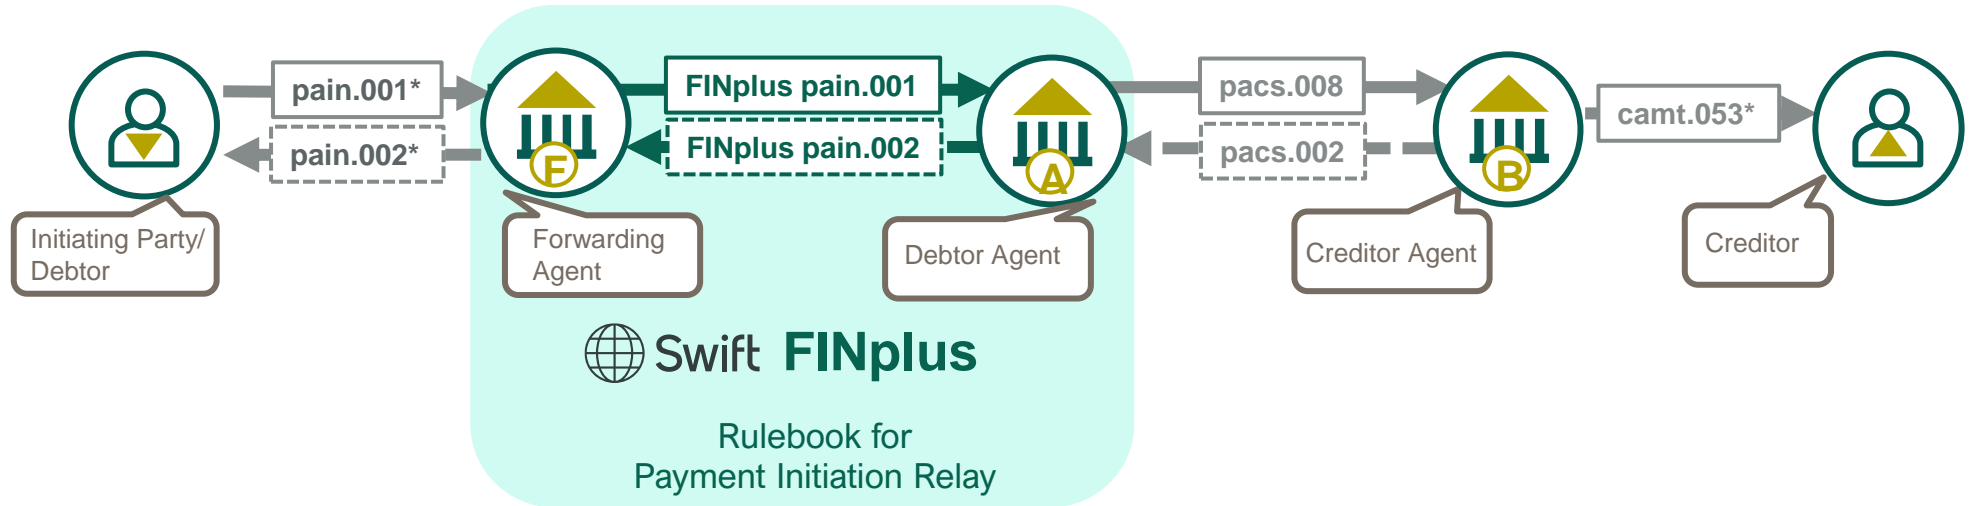 pain.001*
FINplus pain.001
pacs.008
camt.053*
pain.002*
FINplus pain.002
pacs.002
F
A
B
Initiating Party/
Debtor
Forwarding
Agent
Debtor Agent
Creditor Agent
Creditor
Swift FINplus
Rulebook for
Payment Initiation Relay